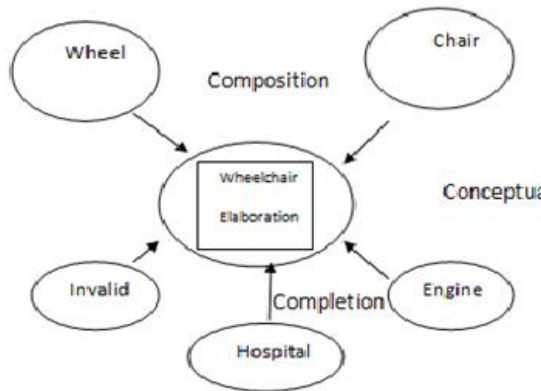 Wheel
Chair
Composition
Wheelchair
Elaboration
Conceptua
Invalid
Completion
Engine
Hospital